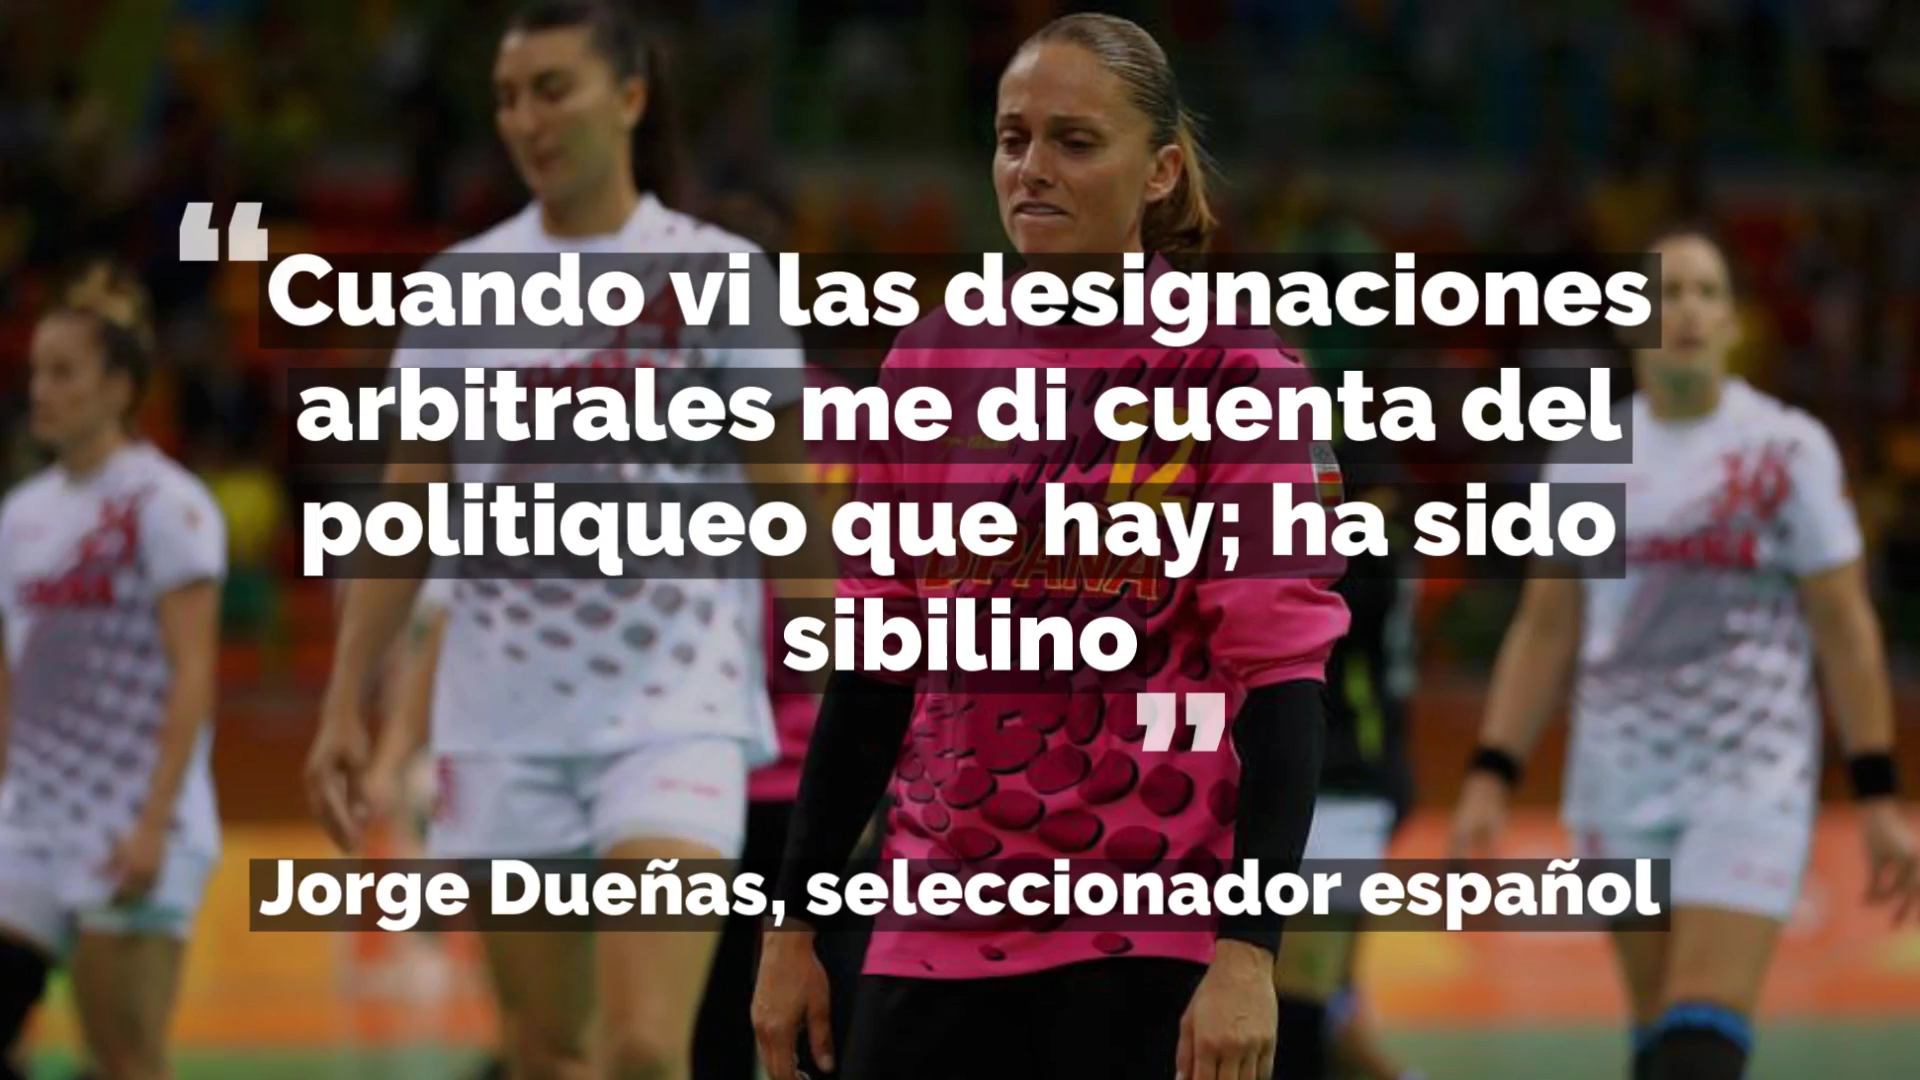 “Cuando vi las designaciones
arbitrales me di cuenta del
politiqueo que hay; ha sido
sibilino”
12
Jorge Dueñas, seleccionador español